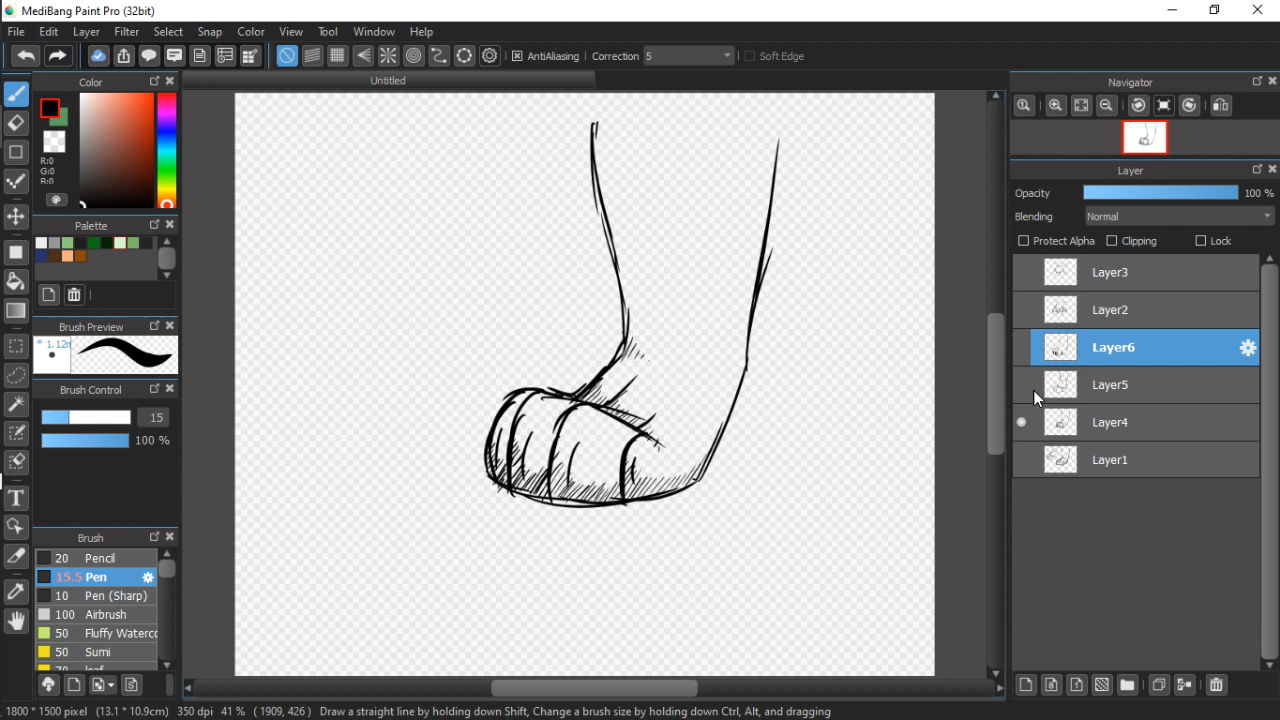 MediBang Paint Pro (32bit)
File Edit Layer Filter Select Snap Color View Tool Window Help
AntiAliasing Correction 5 Soft Edge
Color
Untitled
R:0
G:0
B:0
Palette
Brush Preview
* 1.12m
Brush Control
15
100 %
Brush
20 Pencil
15.5 Pen
10 Pen (Sharp)
100 Airbrush
50 Fluffy Waterco
50 Sumi
70 leaf
Navigator
Layer
Opacity 100 %
Blending Normal
Protect Alpha Clipping Lock
Layer3
Layer2
Layer6
Layer5
Layer4
Layer1
1800 * 1500 pixel (13.1 * 10.9cm) 350 dpi 41 % ( 1909, 426 ) Draw a straight line by holding down Shift, Change a brush size by holding down Ctrl, Alt, and dragging